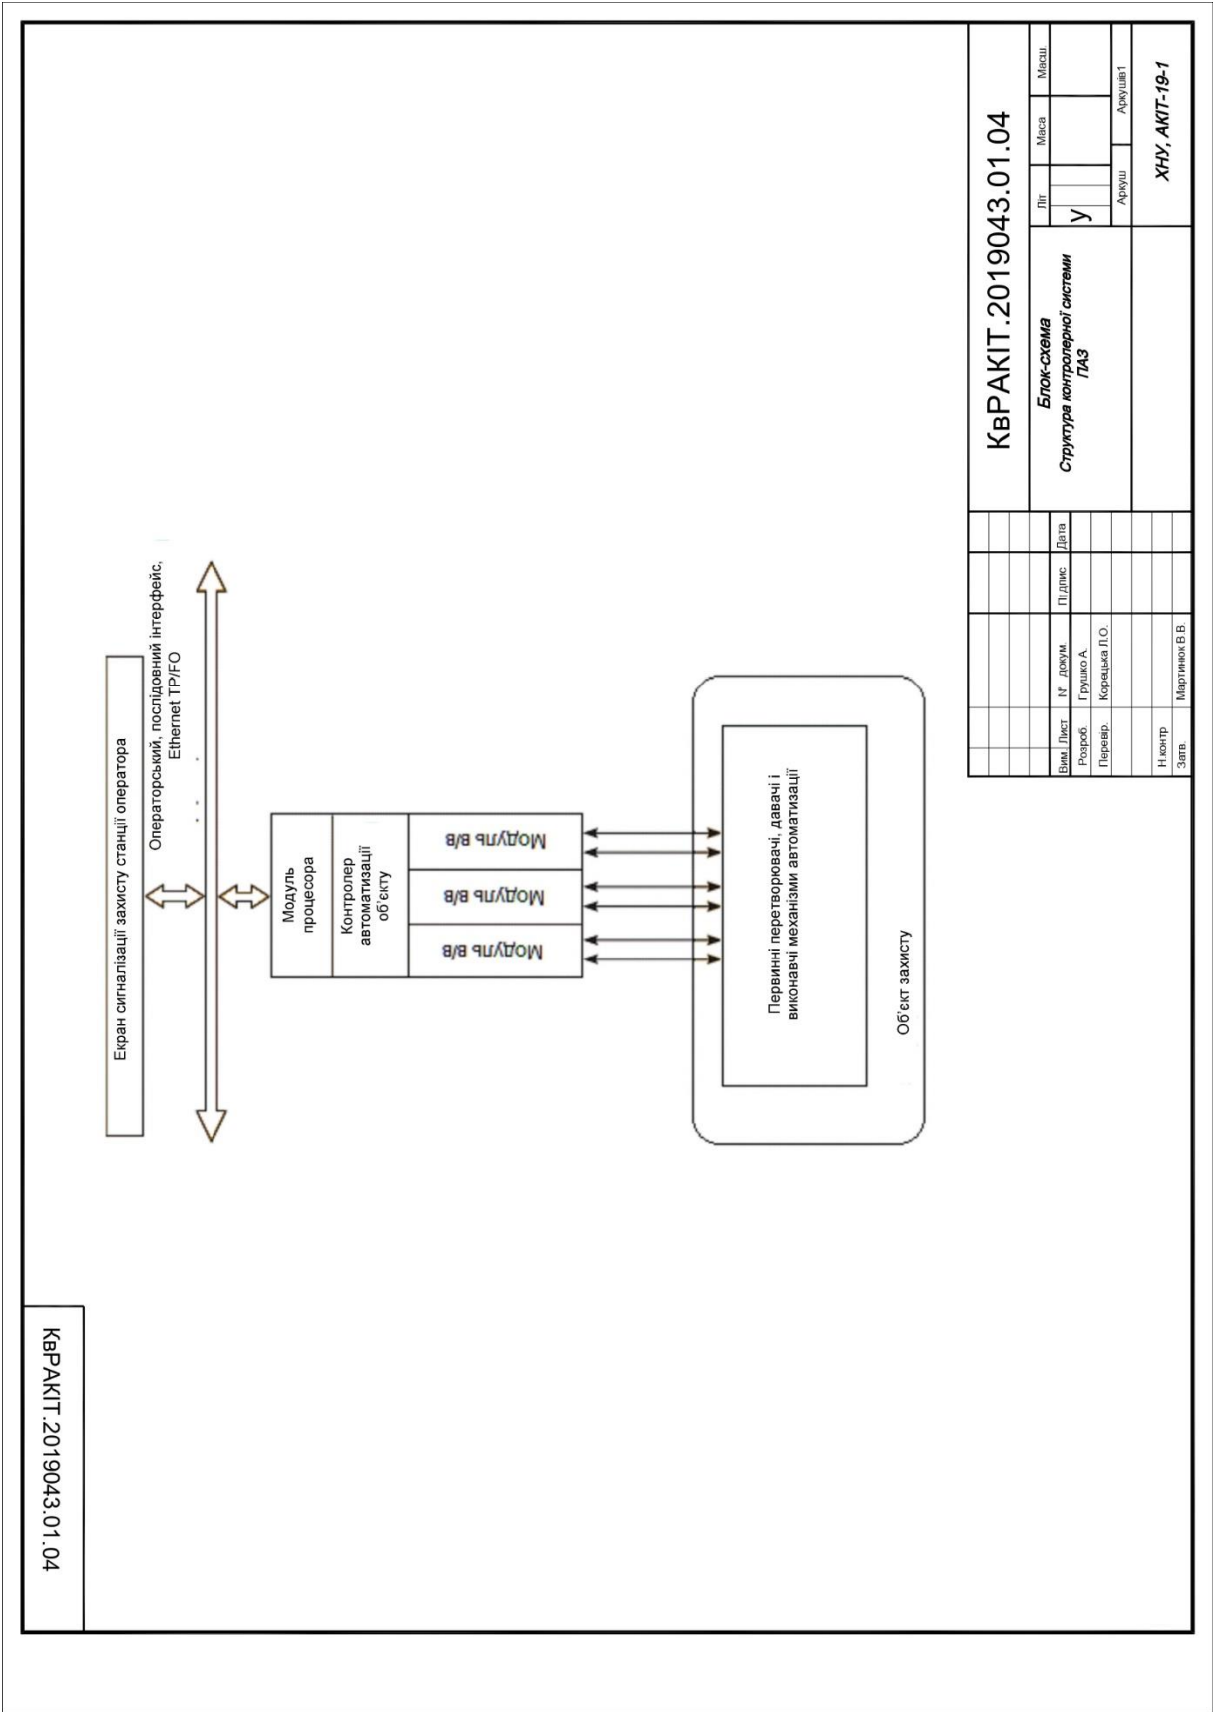 КвРАКІТ.2019043.01.04
Екран сигналізації захисту станції оператора
Операторський, послідовний інтерфейс,
Ethernet TP/FO
Модуль
процесора
Контролер
автоматизації
об'єкту
Модуль В/В
Модуль В/В
Модуль В/В
Первинні перетворювачі, давачі і
виконавчі механізми автоматизації
Об'єкт захисту
КвРАКІТ.2019043.01.04
Вим. Лист № докум. Підпис Дата
Розроб. Грушко А.
Перевір. Корецька Л.О.
Н.контр
Затв. Мартинюк В.В.
Блок-схема
Структура контролерної системи
ПАЗ
Літ Маса Масш.
У
Аркуш Аркушів1
ХНУ, АКІТ-19-1